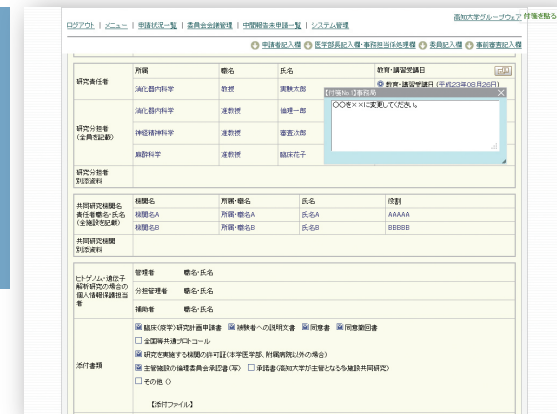 高知大学グループウェア 付箋を貼る
ログアウト | メニュー | 申請状況一覧 | 委員会会議管理 | 中間報告未申請一覧 | システム管理
申請者記入欄 医学部長記入欄・事務担当係処理欄 委員記入欄 事前審査記入欄
所属 職名 氏名 教育・講習受講日
研究責任者
消化器内科学 教授 実験太郎 教育・講習受講日 (平成23年08月26日)
【付箋No.1】事務局
〇〇を××に変更してください。
研究分担者
(全員を記載)
消化器内科学 准教授 倫理一郎
神経精神科学 准教授 審査次郎
麻酔科学 准教授 臨床花子
研究分担者
別添資料
共同研究機関名
責任者職名・氏名
(全施設を記載)
機関名 所属・職名 氏名 役割
機関名A 所属・職名A 氏名A AAAAA
機関名B 所属・職名B 氏名B BBBBB
共同研究機関
別添資料
ヒトゲノム・遺伝子
解析研究の場合の
個人情報保護担当
者
管理者 職名・氏名
分担管理者 職名・氏名
補助者 職名・氏名
添付書類
臨床(疫学)研究計画申請書 被験者への説明文書 同意書 同意撤回書
全国等共通プロトコール
研究を実施する機関の許可証(本学医学部、附属病院以外の場合)
主管施設の倫理委員会承認書(写) 承諾書(高知大学が主管となる多施設共同研究)
その他 ()
【添付ファイル】